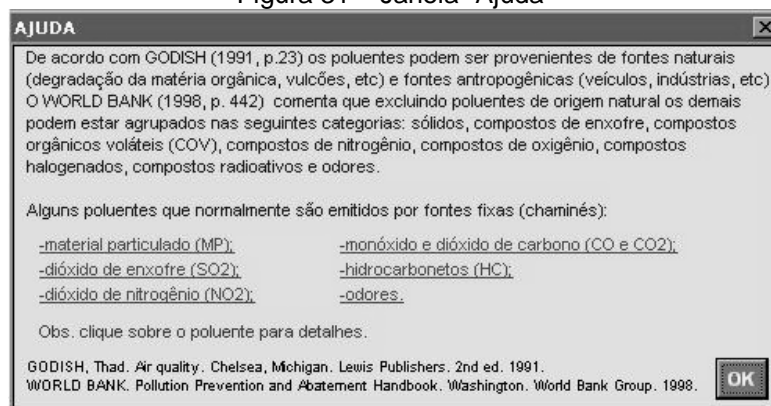 AJUDA
De acordo com GODISH (1991, p.23) os poluentes podem ser provenientes de fontes naturais
(degradação da matéria orgânica, vulcões, etc) e fontes antropogênicas (veículos, indústrias, etc)
O WORLD BANK (1998, p. 442) comenta que excluindo poluentes de origem natural os demais
podem estar agrupados nas seguintes categorias: sólidos, compostos de enxofre, compostos
orgânicos voláteis (COV), compostos de nitrogênio, compostos de oxigênio, compostos
halogenados, compostos radioativos e odores.
Alguns poluentes que normalmente são emitidos por fontes fixas (chaminés):
-material particulado (MP);
-monóxido e dióxido de carbono (CO e CO2);
-dióxido de enxofre (SO2);
-hidrocarbonetos (HC);
-dióxido de nitrogênio (NO2);
-odores.
Obs. clique sobre o poluente para detalhes.
GODISH, Thad. Air quality. Chelsea, Michigan. Lewis Publishers. 2nd ed. 1991.
WORLD BANK. Pollution Prevention and Abatement Handbook. Washington. World Bank Group. 1998.
OK